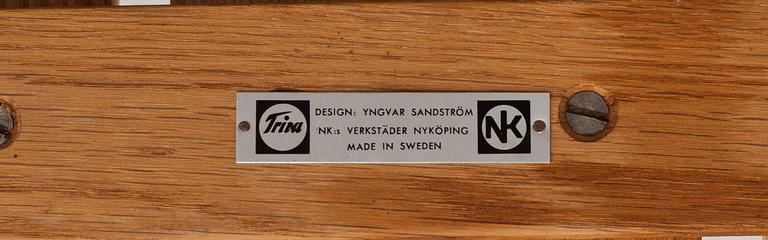 Triva
DESIGN: YNGVAR SANDSTRÖM
NK:s VERKSTÄDER NYKÖPING
MADE IN SWEDEN
NK